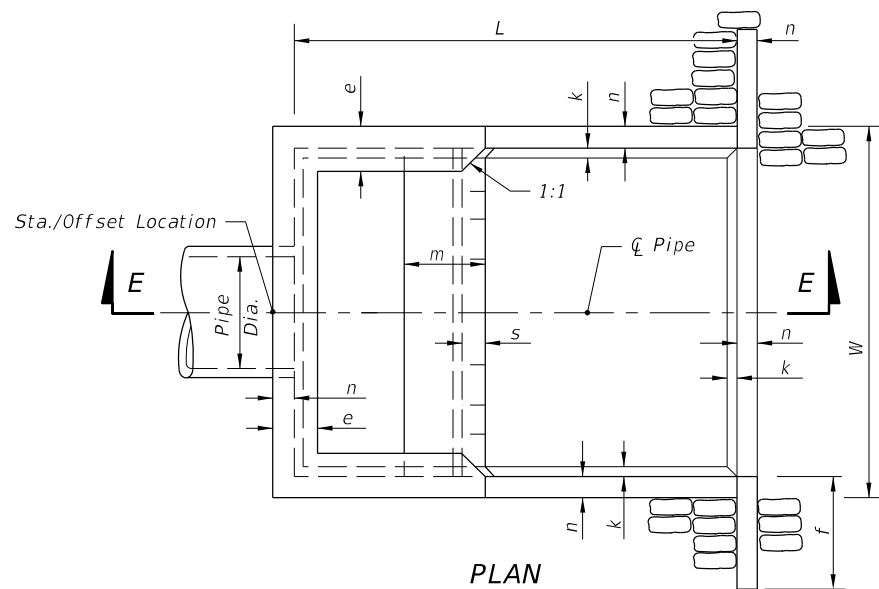 L
n
e
k
n
1:1
Sta./Offset Location
m
℄ Pipe
E
E
Pipe
Dia.
s
n
W
k
n
e
n
k
f
PLAN